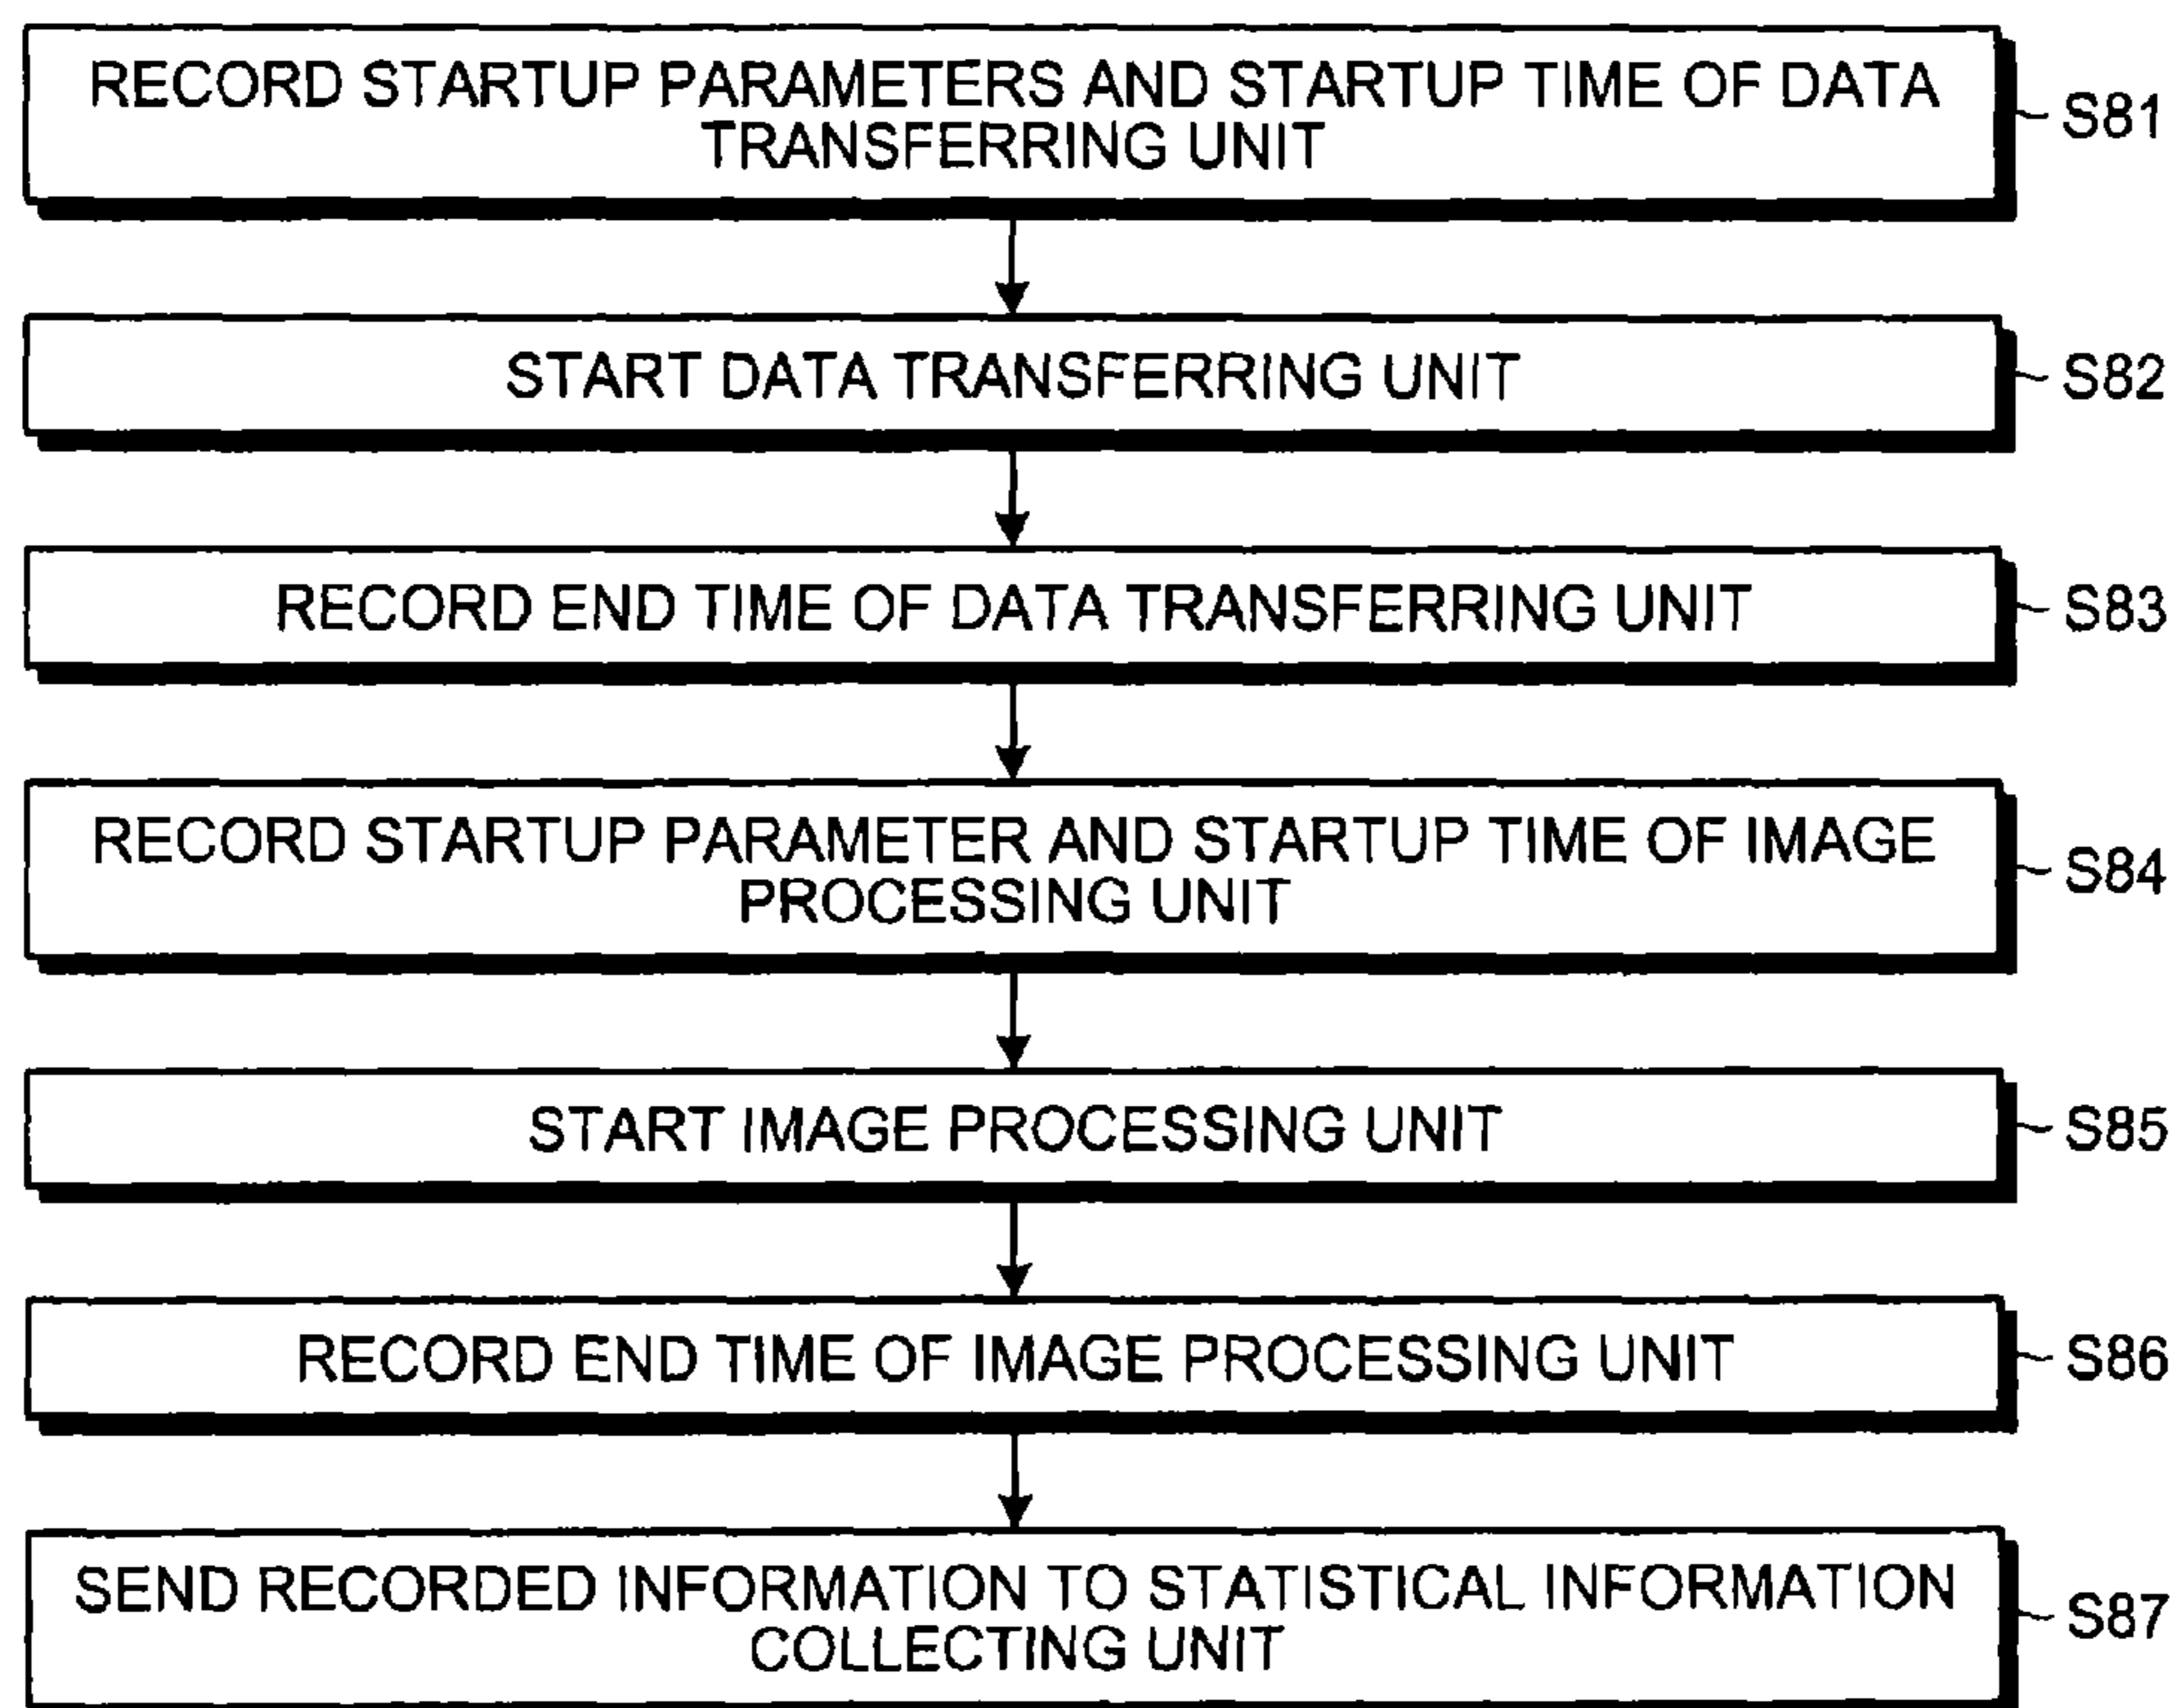 RECORD STARTUP PARAMETERS AND STARTUP TIME OF DATA
TRANSFERRING UNIT
S81
START DATA TRANSFERRING UNIT
S82
RECORD END TIME OF DATA TRANSFERRING UNIT
S83
RECORD STARTUP PARAMETER AND STARTUP TIME OF IMAGE
PROCESSING UNIT
S84
START IMAGE PROCESSING UNIT
S85
RECORD END TIME OF IMAGE PROCESSING UNIT
S86
SEND RECORDED INFORMATION TO STATISTICAL INFORMATION
COLLECTING UNIT
S87